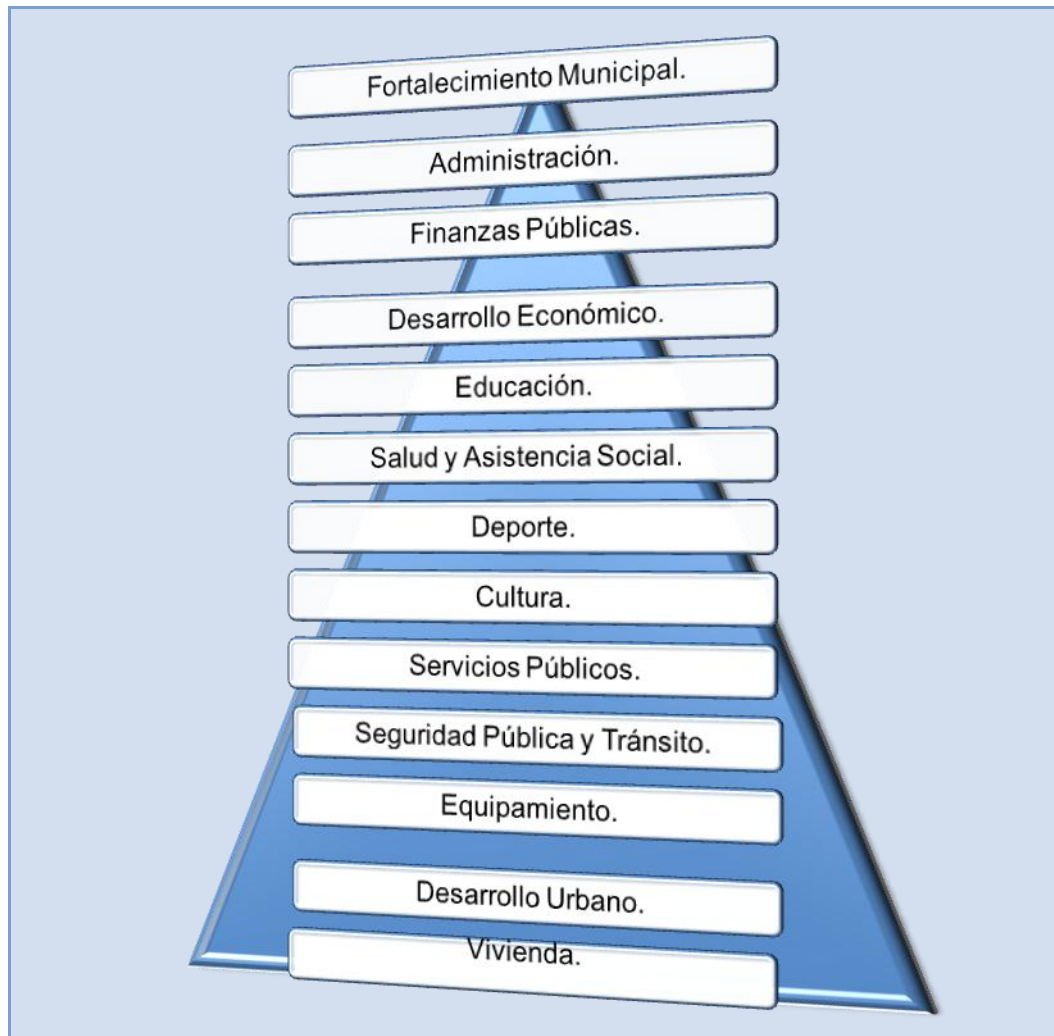 Fortalecimiento Municipal.
Administración.
Finanzas Públicas.
Desarrollo Económico.
Educación.
Salud y Asistencia Social.
Deporte.
Cultura.
Servicios Públicos.
Seguridad Pública y Tránsito.
Equipamiento.
Desarrollo Urbano.
Vivienda.